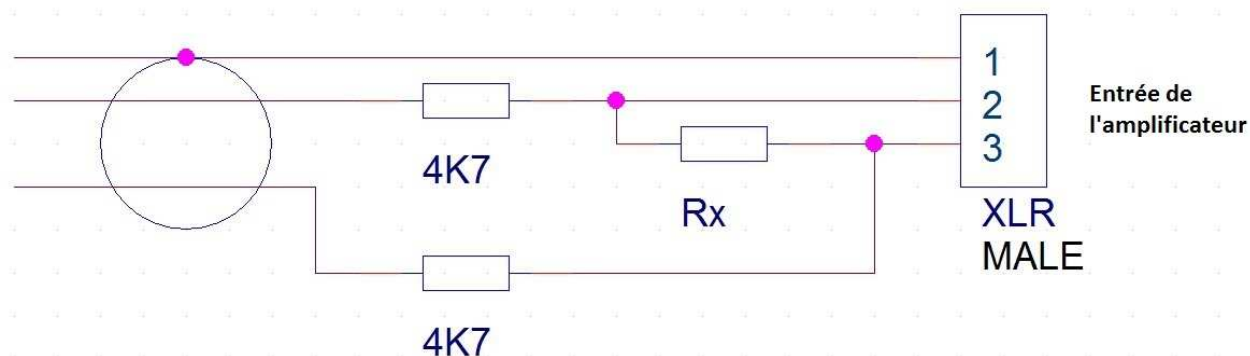 1
2
3
Entrée de
l'amplificateur
4K7
Rx
XLR
MALE
4K7